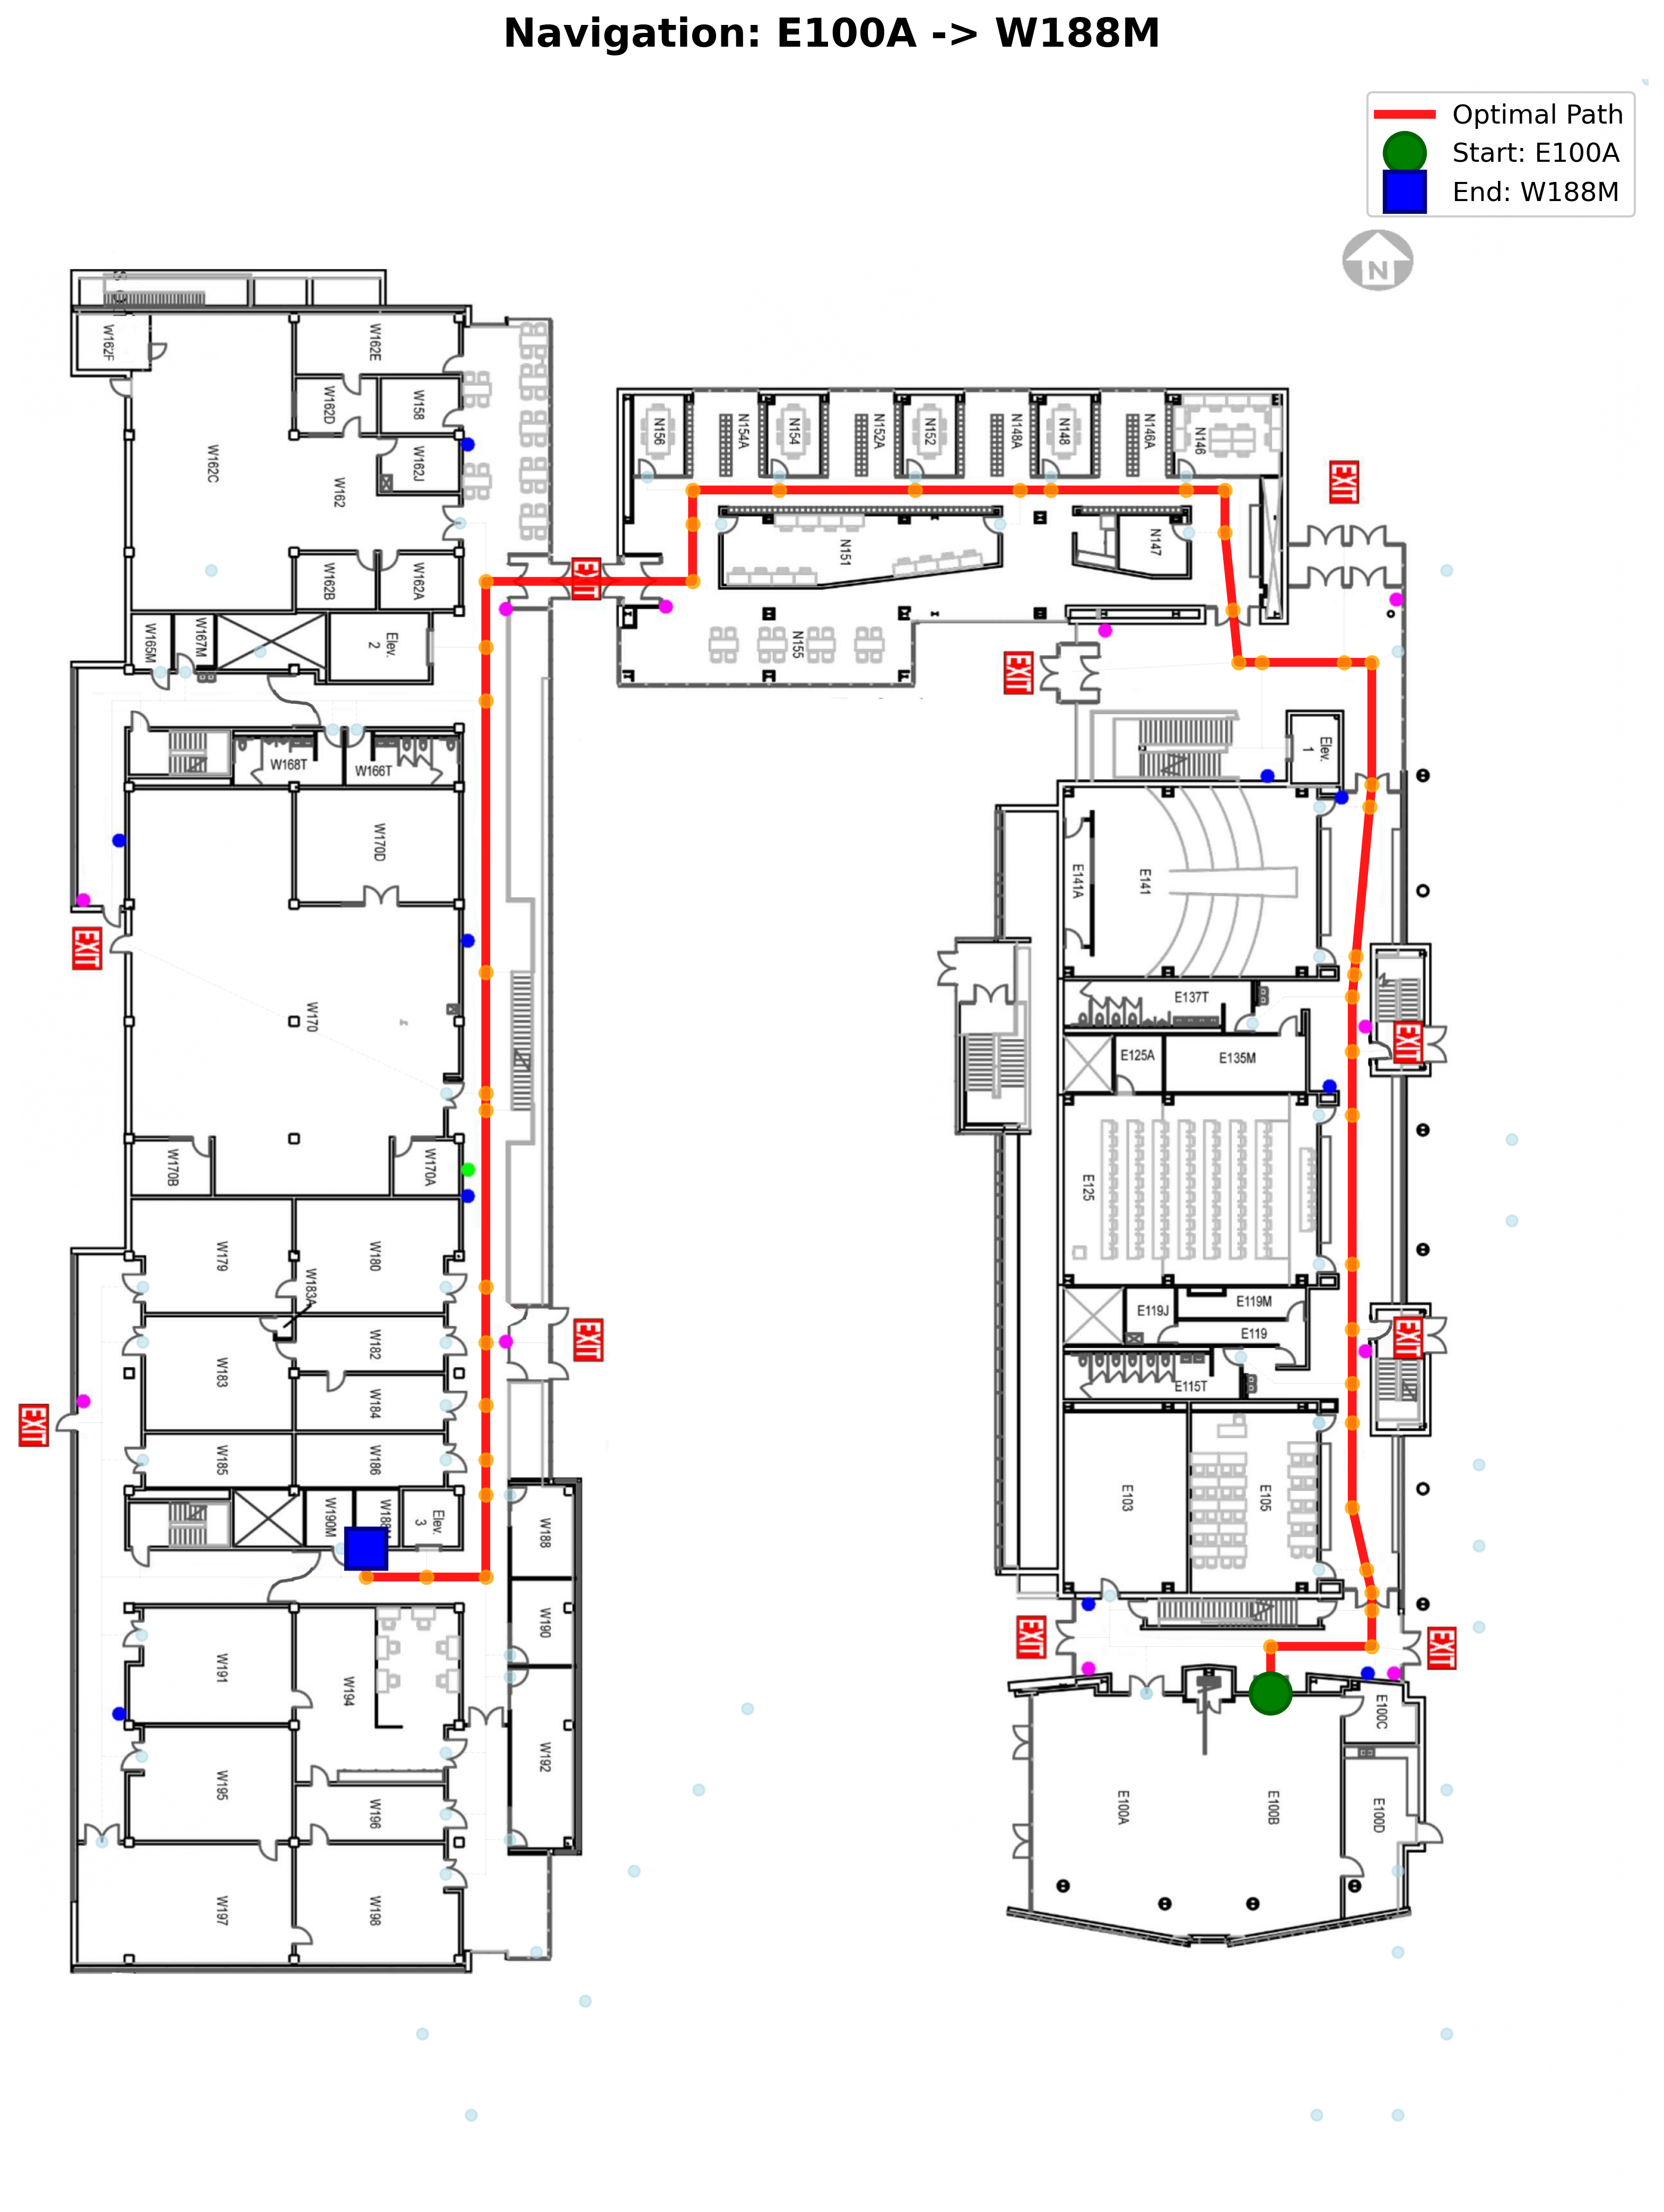 Navigation: E100A -> W188M
Optimal Path
Start: E100A
End: W188M
N
W162F
W162E
W162D
W158
W162C
W162
W162J
W162B
W162A
N156
N154A
N154
N152A
N152
N148A
N148
N146A
N146
EXIT
N151
N147
EXIT
W165M
W167M
Elev.
2
N155
EXIT
W168T
W166T
Elev.
1
W170D
E141A
E141
EXIT
W170
E137T
E125A
E135M
EXIT
W170B
W170A
E125
W179
W180
W183A
E119J
E119M
E119
EXIT
EXIT
W183
W182
W184
E115T
EXIT
W185
W186
E103
E105
W190M
Elev.
3
W188
W190
EXIT
EXIT
W191
W194
W192
E100C
W195
W196
E100A
E100B
E100D
W197
W198